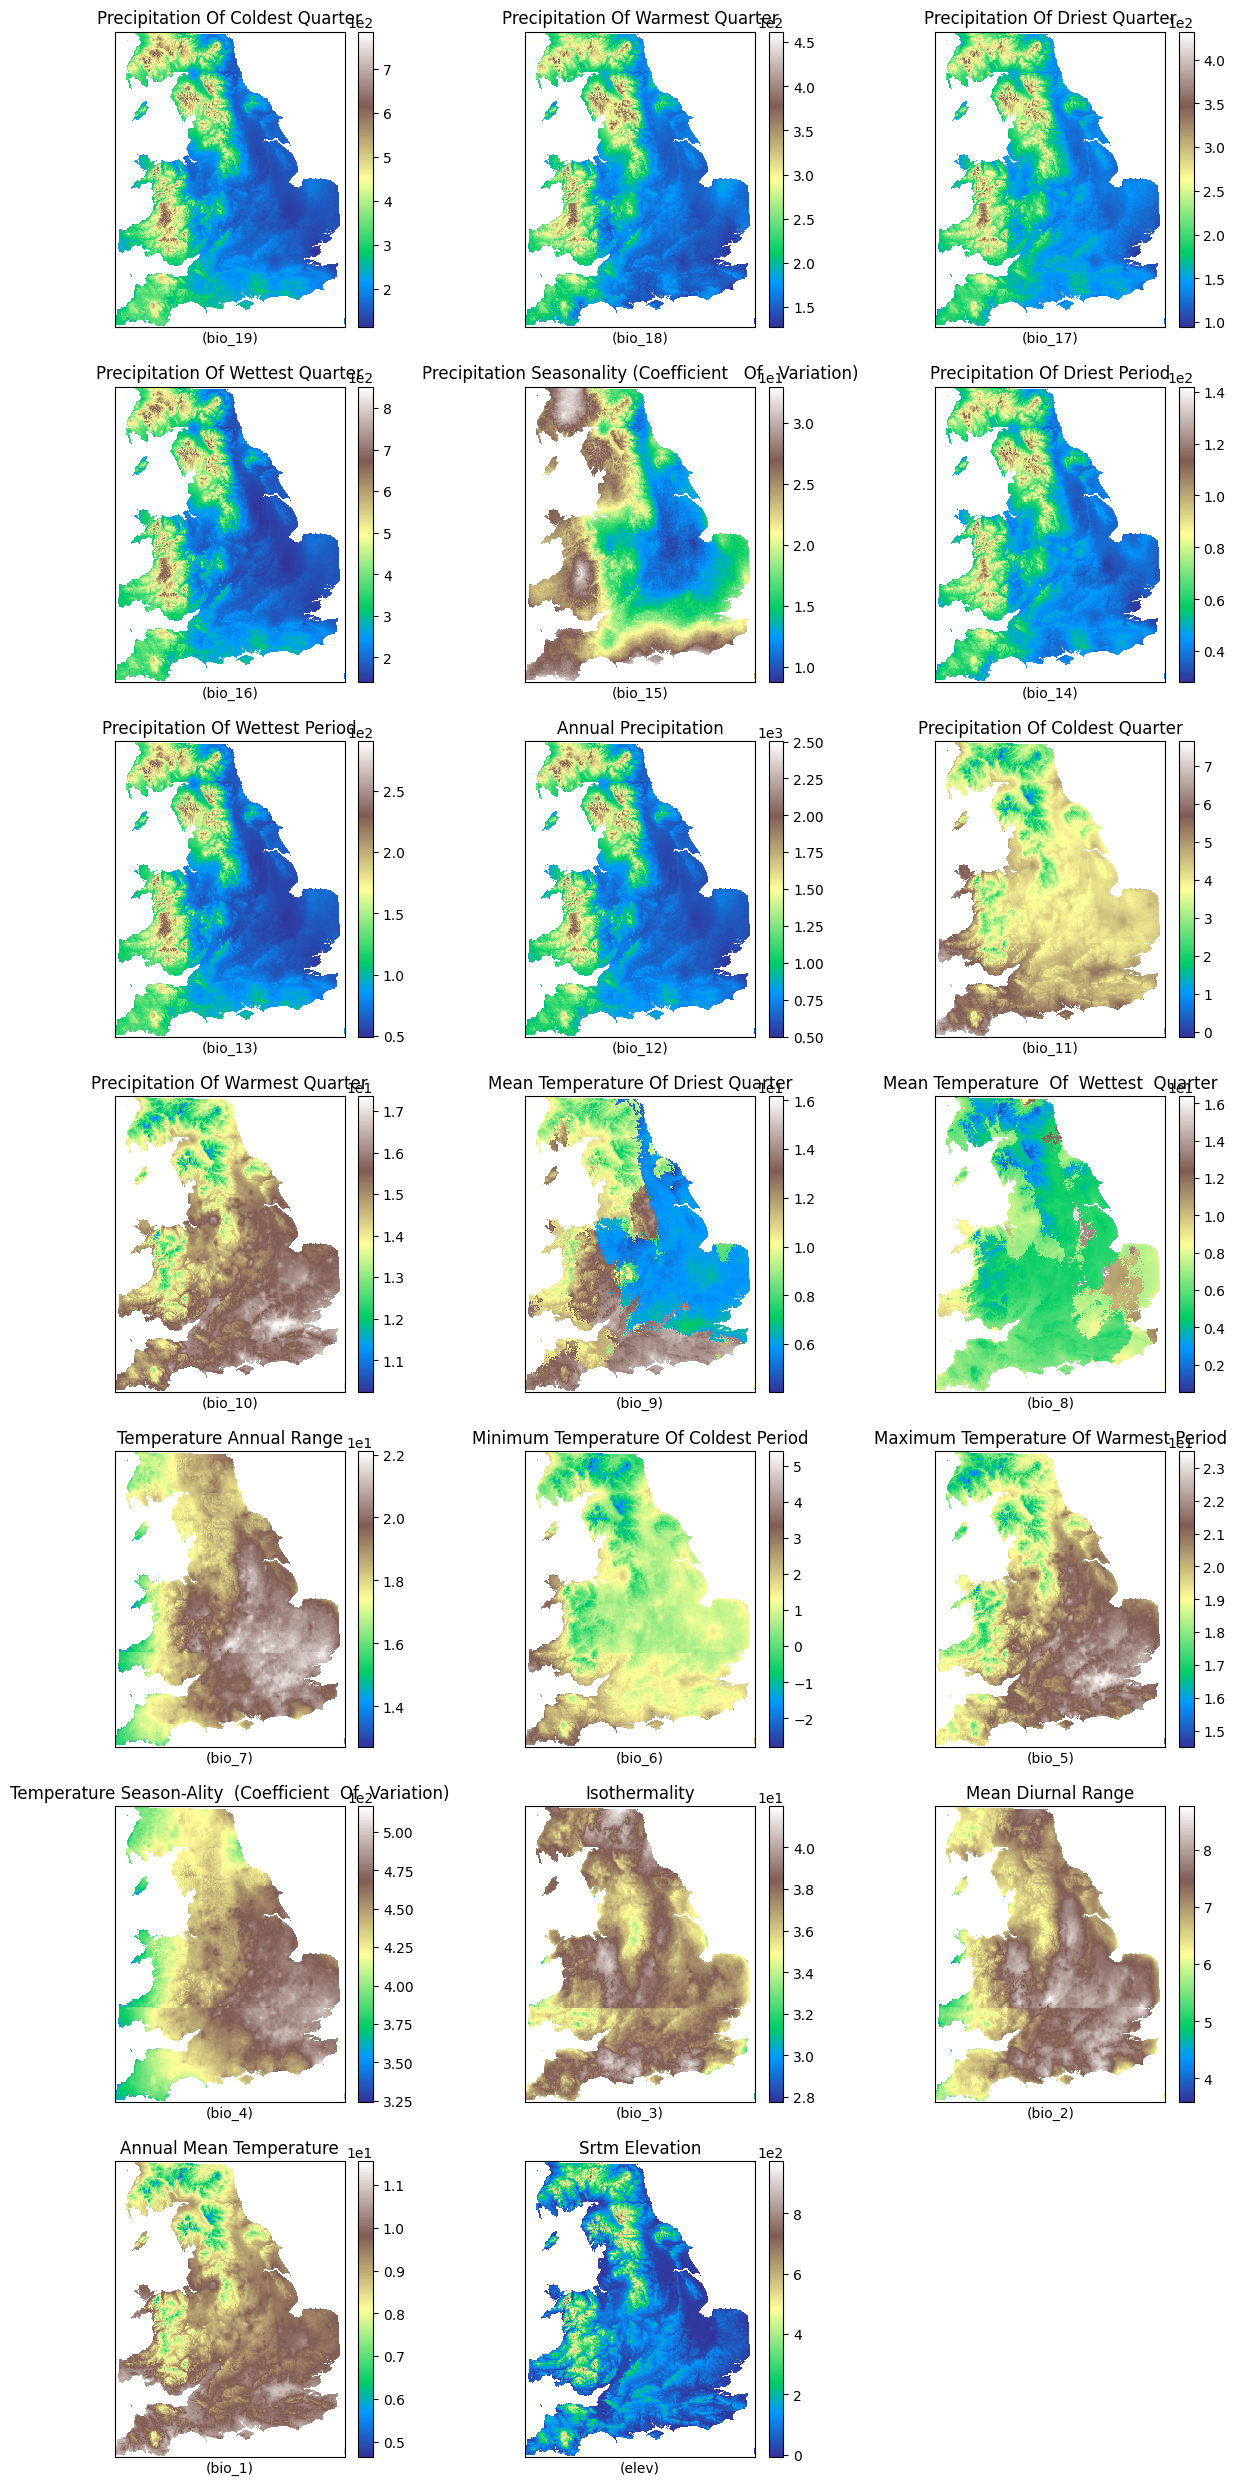 Precipitation Of Coldest Quarter
1e2
7
6
5
4
3
2
(bio_19)
Precipitation Of Warmest Quarter
1e2
4.5
4.0
3.5
3.0
2.5
2.0
1.5
(bio_18)
Precipitation Of Driest Quarter
1e2
4.0
3.5
3.0
2.5
2.0
1.5
1.0
(bio_17)
Precipitation Of Wettest Quarter
1e2
8
7
6
5
4
3
2
(bio_16)
Precipitation Seasonality (Coefficient   Of   Variation)
1e1
3.0
2.5
2.0
1.5
1.0
(bio_15)
Precipitation Of Driest Period
1e2
1.4
1.2
1.0
0.8
0.6
0.4
(bio_14)
Precipitation Of Wettest Period
1e2
2.5
2.0
1.5
1.0
0.5
(bio_13)
Annual Precipitation
1e3
2.50
2.25
2.00
1.75
1.50
1.25
1.00
0.75
0.50
(bio_12)
Precipitation Of Coldest Quarter
7
6
5
4
3
2
1
0
(bio_11)
Precipitation Of Warmest Quarter
1e1
1.7
1.6
1.5
1.4
1.3
1.2
1.1
(bio_10)
Mean Temperature Of Driest Quarter
1e1
1.6
1.4
1.2
1.0
0.8
0.6
(bio_9)
Mean Temperature  Of  Wettest  Quarter
1e1
1.6
1.4
1.2
1.0
0.8
0.6
0.4
0.2
(bio_8)
Temperature Annual Range
1e1
2.2
2.0
1.8
1.6
1.4
(bio_7)
Minimum Temperature Of Coldest Period
5
4
3
2
1
0
−1
−2
(bio_6)
Maximum Temperature Of Warmest Period
1e1
2.3
2.2
2.1
2.0
1.9
1.8
1.7
1.6
1.5
(bio_5)
Temperature Season-Ality  (Coefficient  Of  Variation)
1e2
5.00
4.75
4.50
4.25
4.00
3.75
3.50
3.25
(bio_4)
Isothermality
1e1
4.0
3.8
3.6
3.4
3.2
3.0
2.8
(bio_3)
Mean Diurnal Range
8
7
6
5
4
(bio_2)
Annual Mean Temperature
1e1
1.1
1.0
0.9
0.8
0.7
0.6
0.5
(bio_1)
Srtm Elevation
1e2
8
6
4
2
0
(elev)